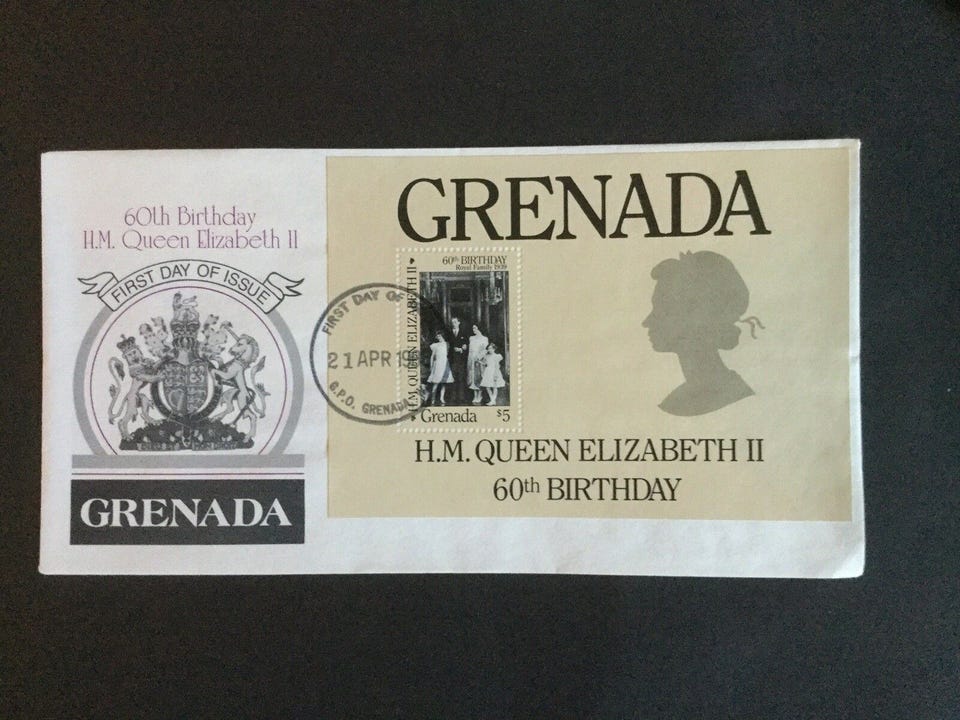 60th Birthday
H.M. Queen Elizabeth II
FIRST DAY OF ISSUE
GRENADA
FIRST DAY OF
21 APR 19
G.P.O. GRENADA
GRENADA
60th BIRTHDAY
Royal Family 1939
H.M. QUEEN ELIZABETH II
Grenada $5
H.M. QUEEN ELIZABETH II
60th BIRTHDAY